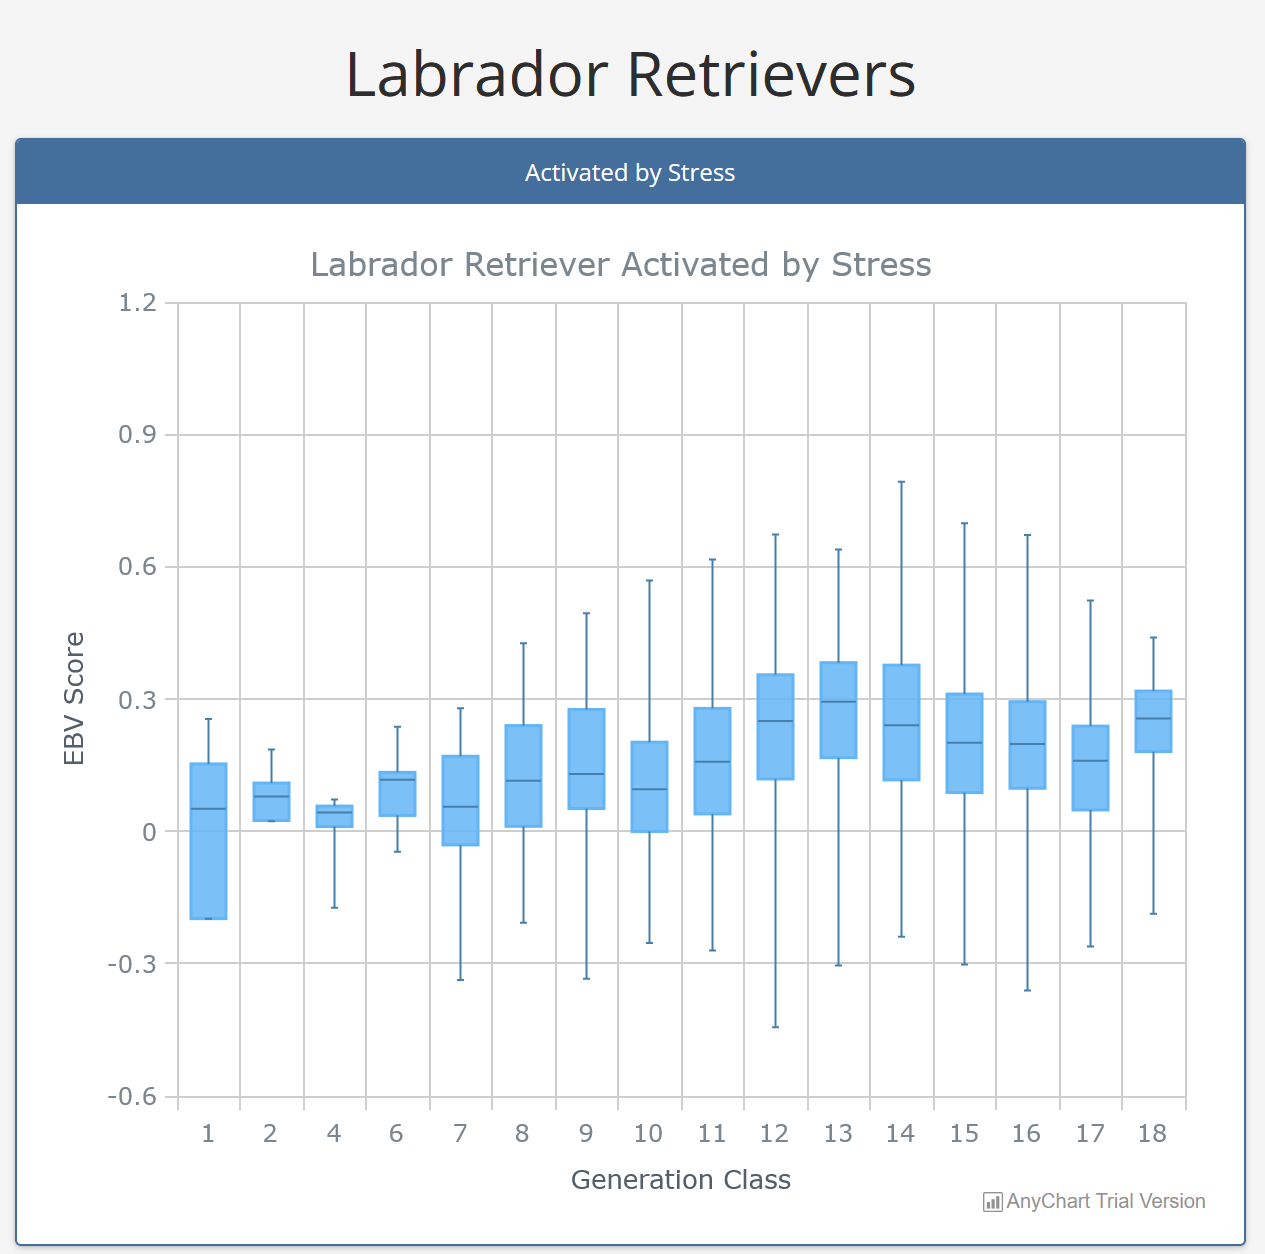 Labrador Retrievers
Activated by Stress
Labrador Retriever Activated by Stress
1.2
0.9
0.6
0.3
0
-0.3
-0.6
EBV Score
1 2 4 6 7 8 9 10 11 12 13 14 15 16 17 18
Generation Class
AnyChart Trial Version